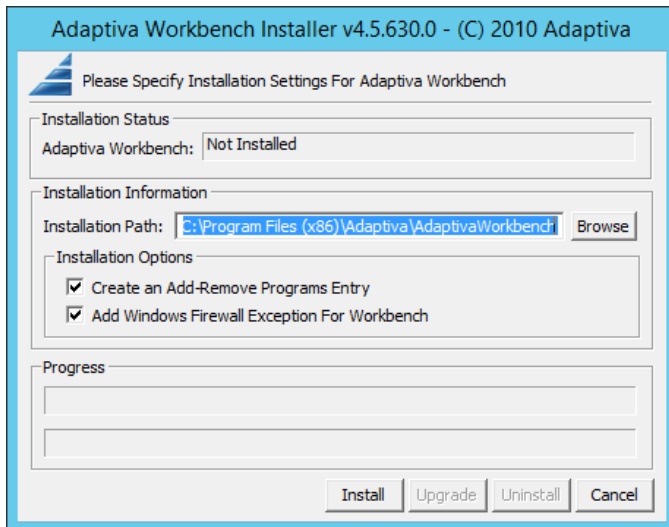 Adaptiva Workbench Installer v4.5.630.0 - (C) 2010 Adaptiva
Please Specify Installation Settings For Adaptiva Workbench
Installation Status
Adaptiva Workbench: Not Installed
Installation Information
Installation Path: C:\Program Files (x86)\Adaptiva\AdaptivaWorkbench Browse
Installation Options
Create an Add-Remove Programs Entry
Add Windows Firewall Exception For Workbench
Progress
Install Upgrade Uninstall Cancel